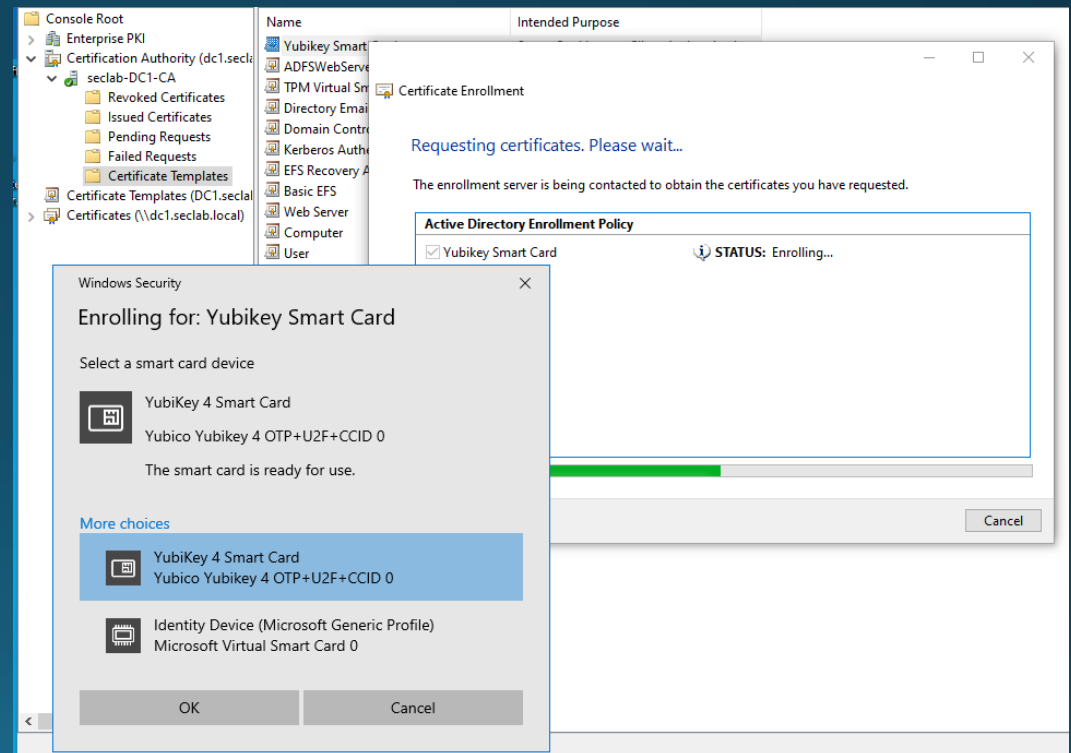 Console Root
Enterprise PKI
Certification Authority (dc1.secla
seclab-DC1-CA
Revoked Certificates
Issued Certificates
Pending Requests
Failed Requests
Certificate Templates
Certificate Templates (DC1.seclal
Certificates (\\dc1.seclab.local)
Name
Intended Purpose
Yubikey Smart
ADFSWebServe
TPM Virtual Sm
Directory Emai
Domain Contro
Kerberos Authe
EFS Recovery A
Basic EFS
Web Server
Computer
User
Certificate Enrollment
Requesting certificates. Please wait...
The enrollment server is being contacted to obtain the certificates you have requested.
Active Directory Enrollment Policy
Yubikey Smart Card
STATUS: Enrolling...
Cancel
Windows Security
Enrolling for: Yubikey Smart Card
Select a smart card device
YubiKey 4 Smart Card
Yubico Yubikey 4 OTP+U2F+CCID 0
The smart card is ready for use.
More choices
YubiKey 4 Smart Card
Yubico Yubikey 4 OTP+U2F+CCID 0
Identity Device (Microsoft Generic Profile)
Microsoft Virtual Smart Card 0
OK
Cancel